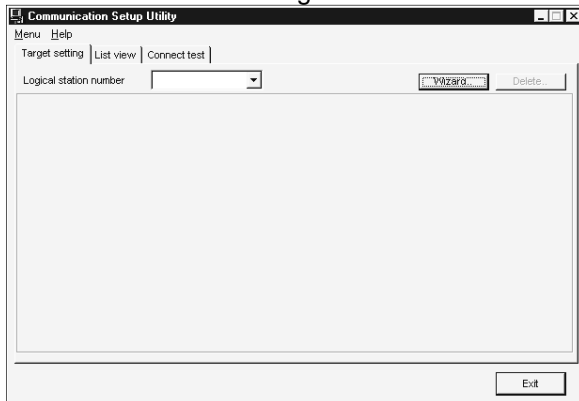 Communication Setup Utility
Menu Help
Target setting List view Connect test
Logical station number Wizard... Delete...
Exit